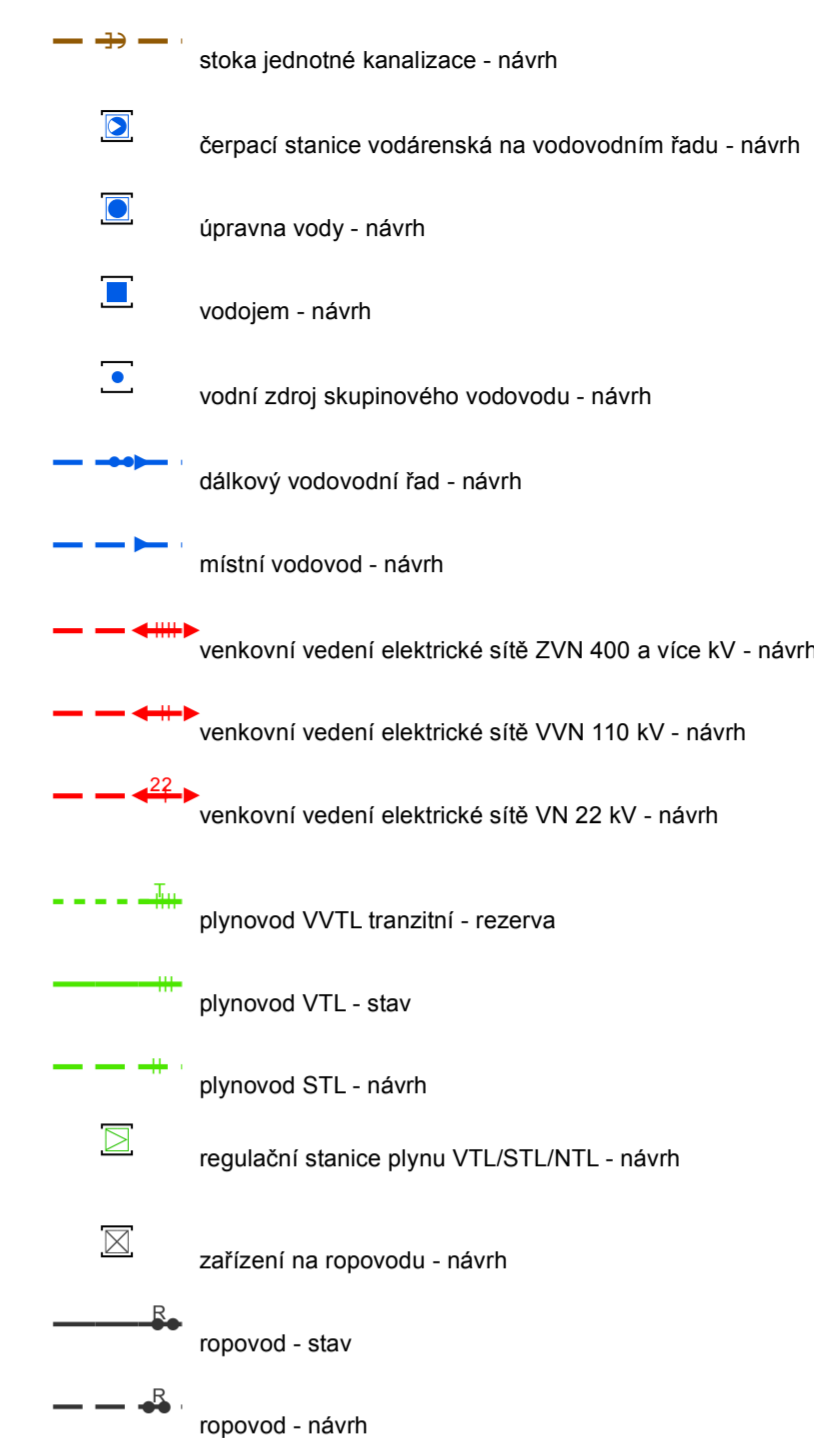 stoka jednotné kanalizace - návrh
čerpací stanice vodárenská na vodovodním řadu - návrh
úpravna vody - návrh
vodojem - návrh
vodní zdroj skupinového vodovodu - návrh
dálkový vodovodní řad - návrh
místní vodovod - návrh
venkovní vedení elektrické sítě ZVN 400 a více kV - návrh
venkovní vedení elektrické sítě VVN 110 kV - návrh
22
venkovní vedení elektrické sítě VN 22 kV - návrh
T
plynovod VVTL tranzitní - rezerva
plynovod VTL - stav
plynovod STL - návrh
regulační stanice plynu VTL/STL/NTL - návrh
zařízení na ropovodu - návrh
R
ropovod - stav
R
ropovod - návrh